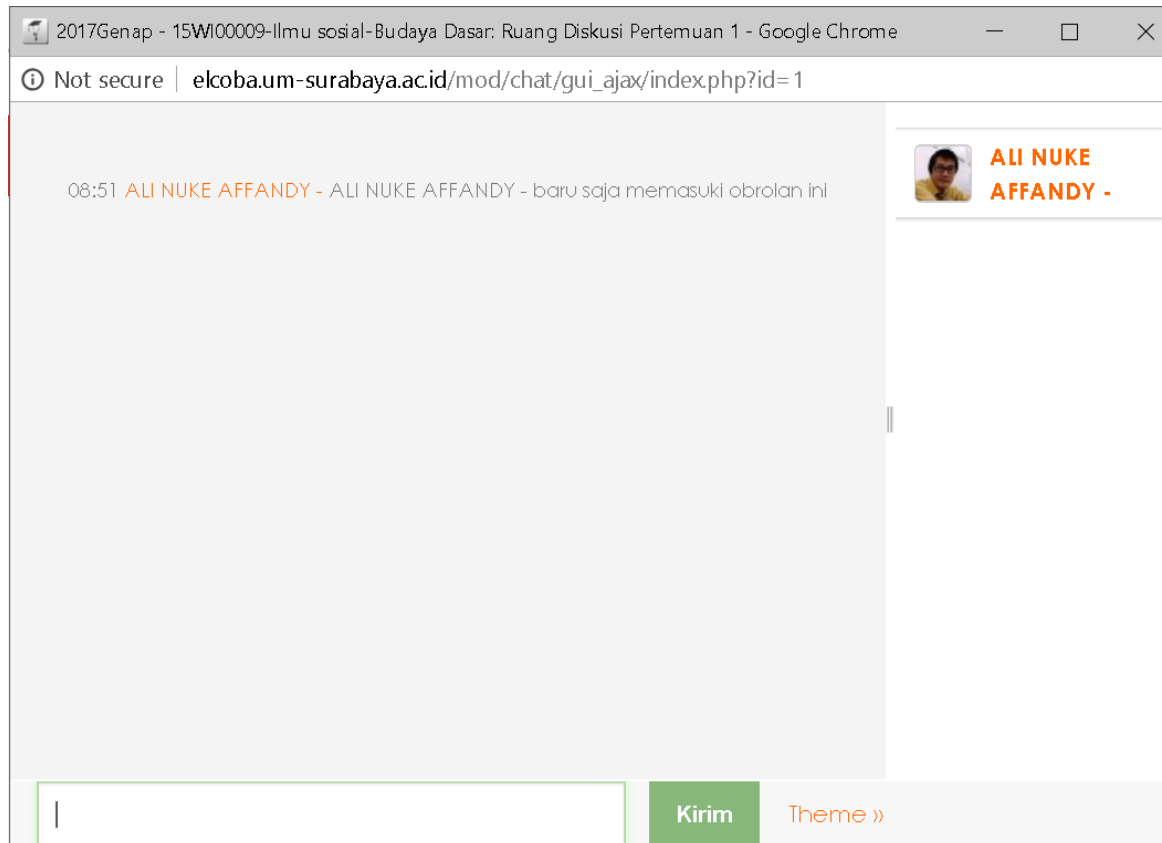 2017Genap - 15WI00009-Ilmu sosial-Budaya Dasar: Ruang Diskusi Pertemuan 1 - Google Chrome
Not secure | elcoba.um-surabaya.ac.id/mod/chat/gui_ajax/index.php?id=1
08:51 ALI NUKE AFFANDY - ALI NUKE AFFANDY - baru saja memasuki obrolan ini
ALI NUKE
AFFANDY -
Kirim
Theme »